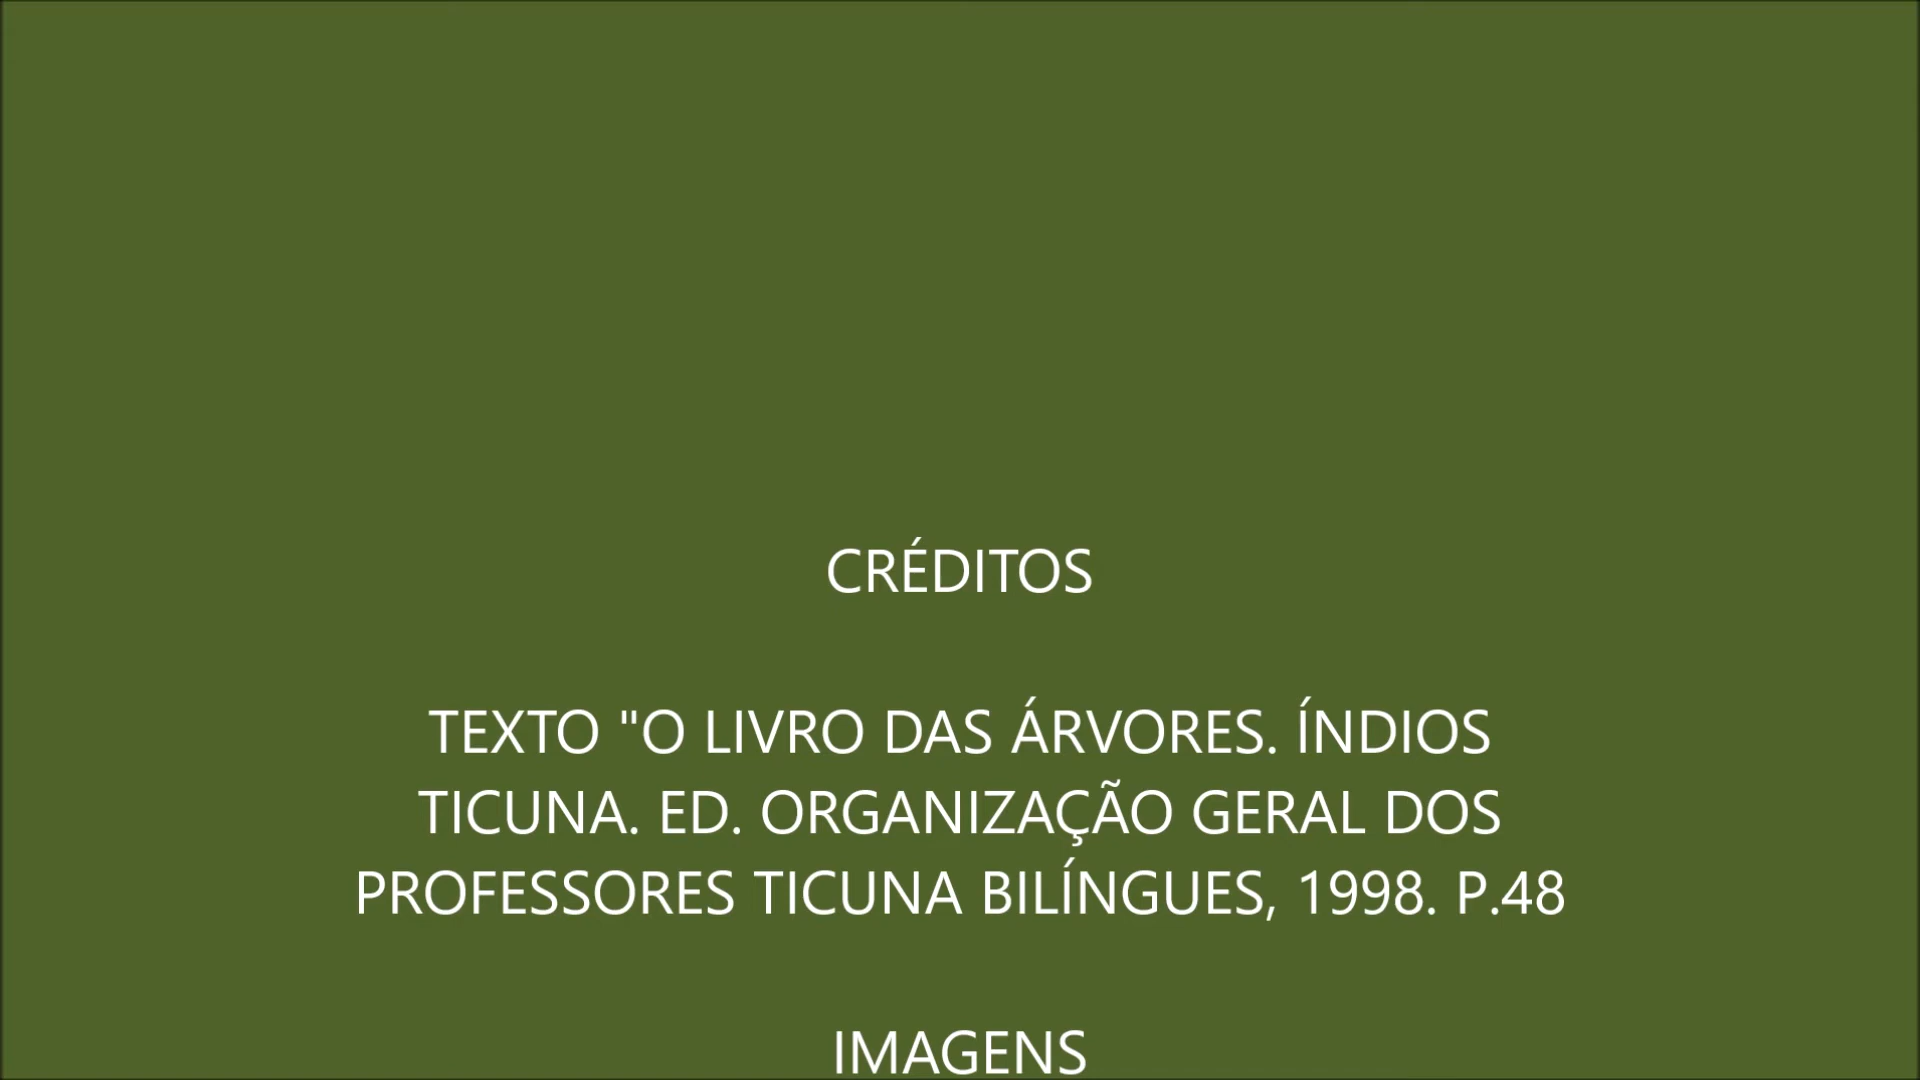 CRÉDITOS
TEXTO "O LIVRO DAS ÁRVORES. ÍNDIOS
TICUNA. ED. ORGANIZAÇÃO GERAL DOS
PROFESSORES TICUNA BILÍNGUES, 1998. P.48
IMAGENS